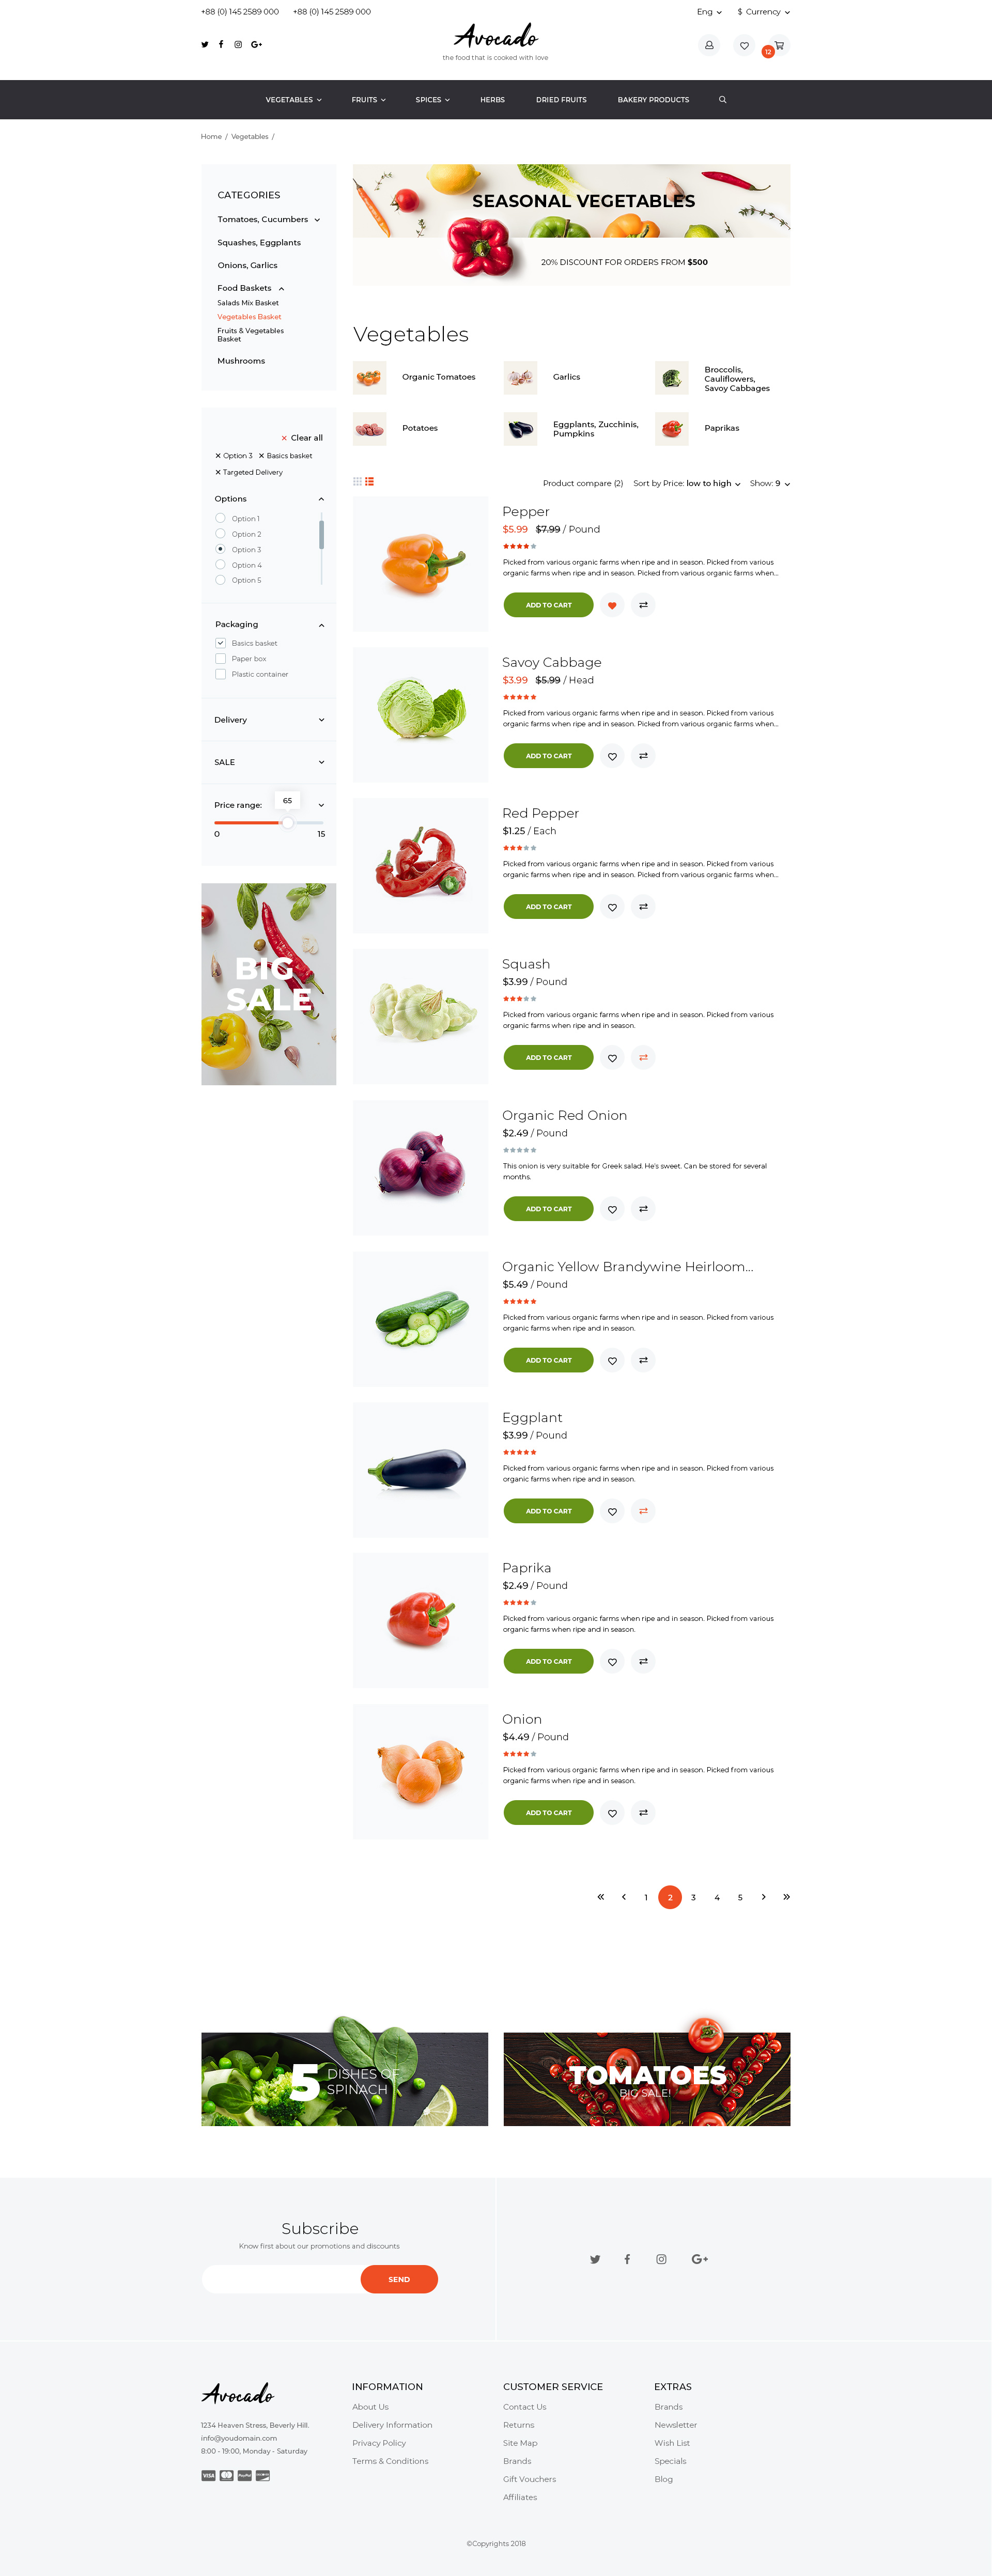 +88 (0) 145 2589 000 +88 (0) 145 2589 000
Eng $ Currency
Avocado
the food that is cooked with love
12
VEGETABLES FRUITS SPICES HERBS DRIED FRUITS BAKERY PRODUCTS
Home / Vegetables /
CATEGORIES
Tomatoes, Cucumbers
Squashes, Eggplants
Onions, Garlics
Food Baskets
Salads Mix Basket
Vegetables Basket
Fruits & Vegetables
Basket
Mushrooms
Clear all
Option 3 Basics basket
Targeted Delivery
Options
Option 1
Option 2
Option 3
Option 4
Option 5
Packaging
Basics basket
Paper box
Plastic container
Delivery
SALE
Price range:
65
0 15
BIG
SALE
SEASONAL VEGETABLES
20% DISCOUNT FOR ORDERS FROM $500
Vegetables
Organic Tomatoes
Garlics
Broccolis,
Cauliflowers,
Savoy Cabbages
Potatoes
Eggplants, Zucchinis,
Pumpkins
Paprikas
Product compare (2) Sort by Price: low to high Show: 9
Pepper
$5.99 $7.99 / Pound
Picked from various organic farms when ripe and in season. Picked from various
organic farms when ripe and in season. Picked from various organic farms when...
ADD TO CART
Savoy Cabbage
$3.99 $5.99 / Head
Picked from various organic farms when ripe and in season. Picked from various
organic farms when ripe and in season. Picked from various organic farms when...
ADD TO CART
Red Pepper
$1.25 / Each
Picked from various organic farms when ripe and in season. Picked from various
organic farms when ripe and in season. Picked from various organic farms when...
ADD TO CART
Squash
$3.99 / Pound
Picked from various organic farms when ripe and in season. Picked from various
organic farms when ripe and in season.
ADD TO CART
Organic Red Onion
$2.49 / Pound
This onion is very suitable for Greek salad. He's sweet. Can be stored for several
months.
ADD TO CART
Organic Yellow Brandywine Heirloom...
$5.49 / Pound
Picked from various organic farms when ripe and in season. Picked from various
organic farms when ripe and in season.
ADD TO CART
Eggplant
$3.99 / Pound
Picked from various organic farms when ripe and in season. Picked from various
organic farms when ripe and in season.
ADD TO CART
Paprika
$2.49 / Pound
Picked from various organic farms when ripe and in season. Picked from various
organic farms when ripe and in season.
ADD TO CART
Onion
$4.49 / Pound
Picked from various organic farms when ripe and in season. Picked from various
organic farms when ripe and in season.
ADD TO CART
1 2 3 4 5
5 DISHES OF
SPINACH
TOMATOES
BIG SALE!
Subscribe
Know first about our promotions and discounts
SEND
Avocado
1234 Heaven Stress, Beverly Hill.
info@youdomain.com
8:00 - 19:00, Monday - Saturday
VISA MasterCard PayPal DISCOVER
INFORMATION
About Us
Delivery Information
Privacy Policy
Terms & Conditions
CUSTOMER SERVICE
Contact Us
Returns
Site Map
Brands
Gift Vouchers
Affiliates
EXTRAS
Brands
Newsletter
Wish List
Specials
Blog
©Copyrights 2018